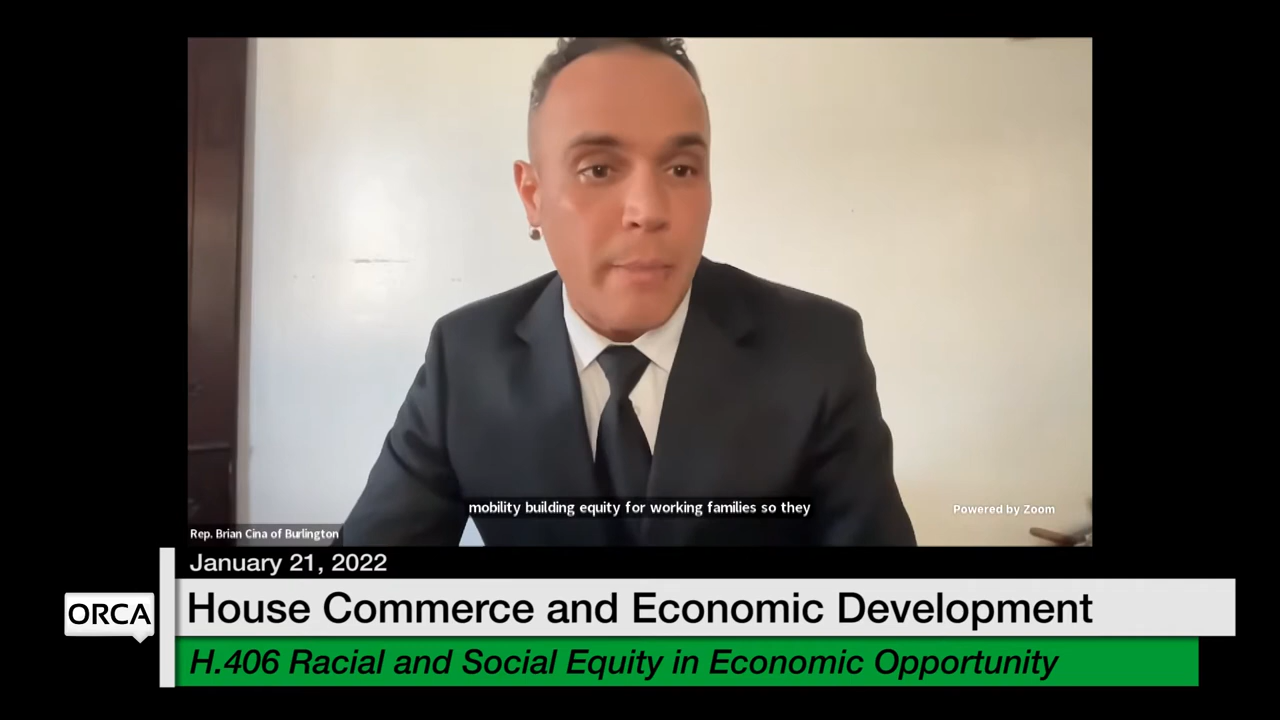 mobility building equity for working families so they
Powered by Zoom
Rep. Brian Cina of Burlington
January 21, 2022
ORCA
House Commerce and Economic Development
H.406 Racial and Social Equity in Economic Opportunity